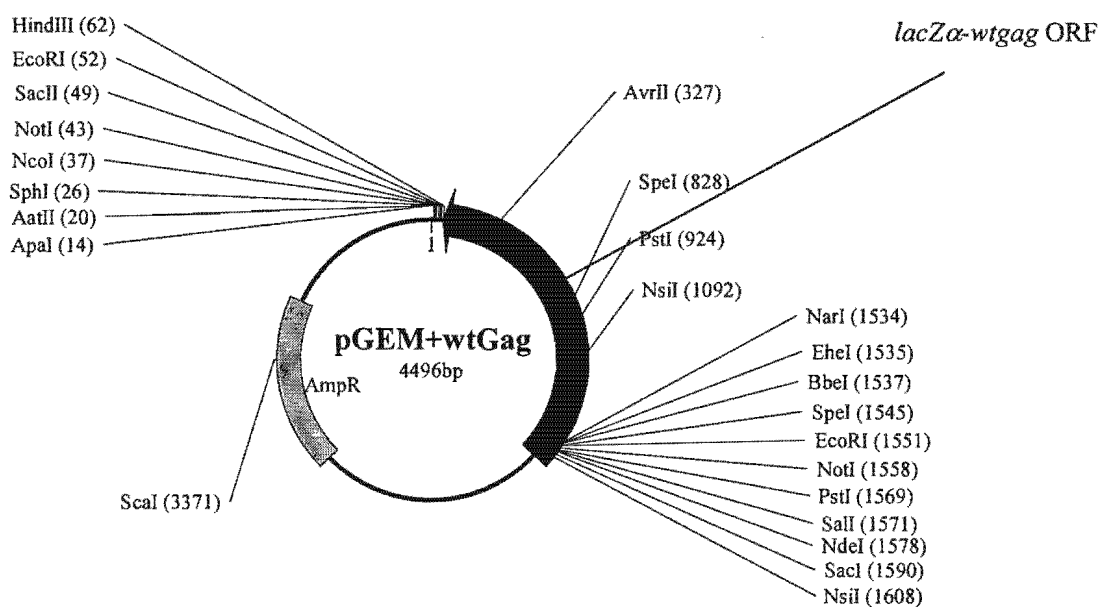 HindIII (62)
EcoRI (52)
SacII (49)
NotI (43)
NcoI (37)
SphI (26)
AatII (20)
ApaI (14)
lacZα-wtgag ORF
AvrII (327)
SpeI (828)
PstI (924)
NsiI (1092)
1
pGEM+wtGag
4496bp
AmpR
ScaI (3371)
NarI (1534)
EheI (1535)
BbeI (1537)
SpeI (1545)
EcoRI (1551)
NotI (1558)
PstI (1569)
SalI (1571)
NdeI (1578)
SacI (1590)
NsiI (1608)